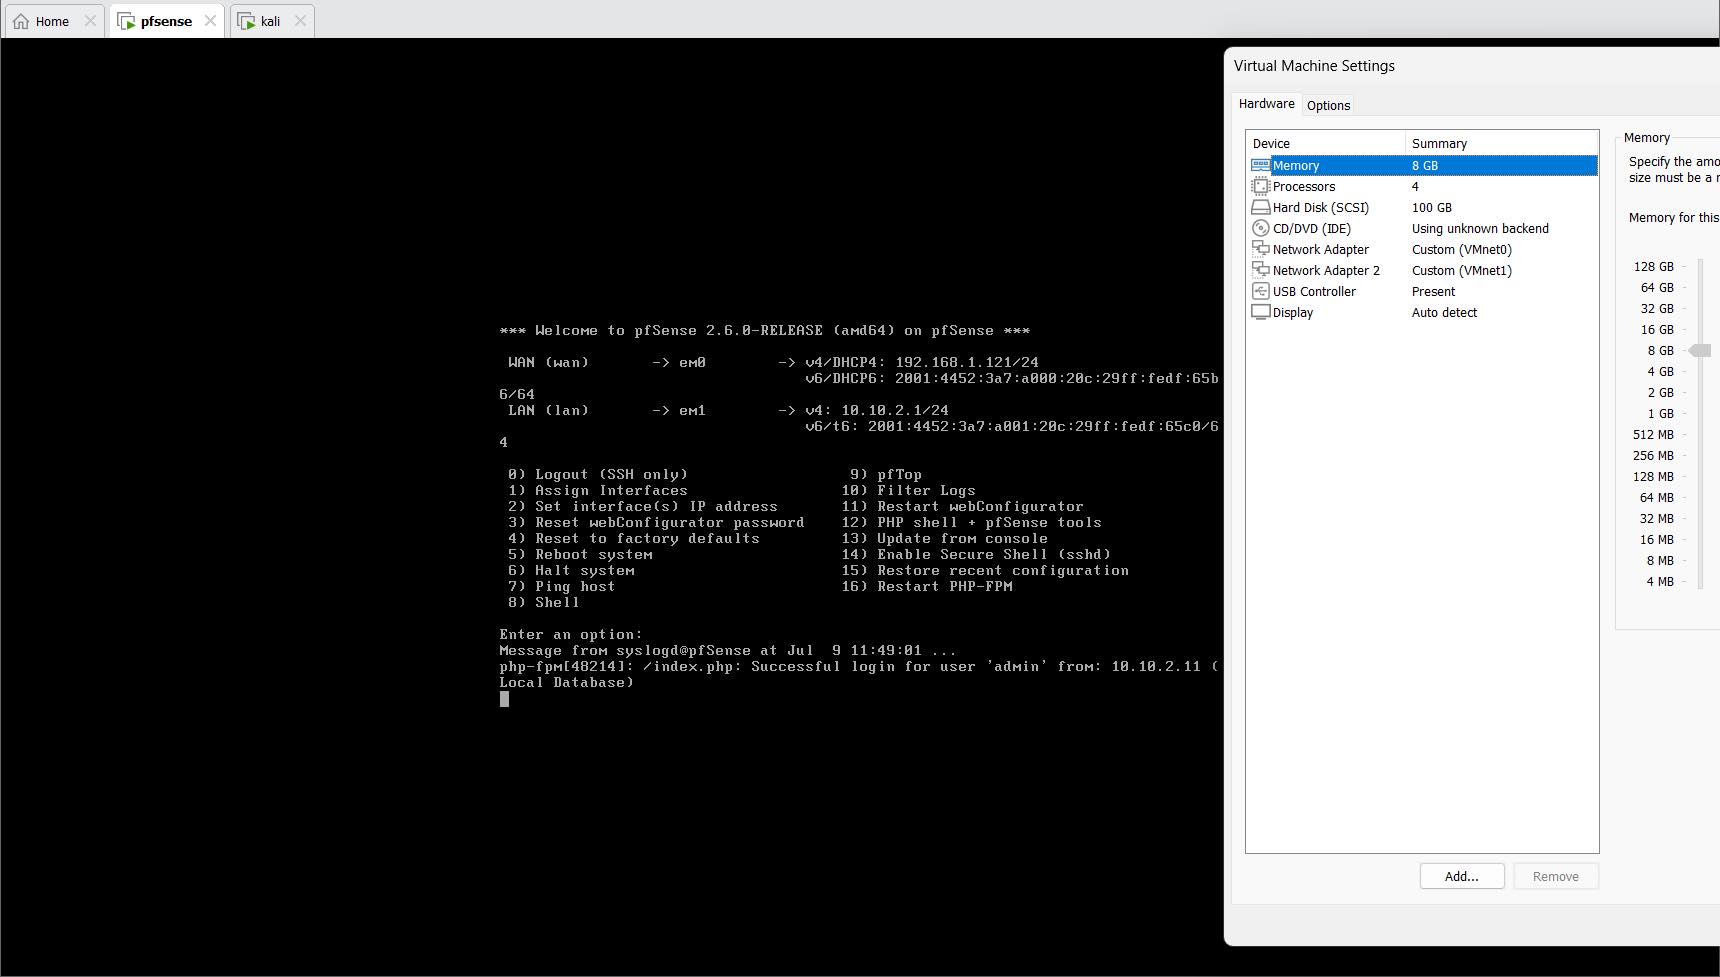 Home
pfsense
kali
*** Welcome to pfSense 2.6.0-RELEASE (amd64) on pfSense ***
WAN (wan) -> em0 -> v4/DHCP4: 192.168.1.121/24
v6/DHCP6: 2001:4452:3a7:a000:20c:29ff:fedf:65b
6/64
LAN (lan) -> em1 -> v4: 10.10.2.1/24
v6/t6: 2001:4452:3a7:a001:20c:29ff:fedf:65c0/6
4
0) Logout (SSH only) 9) pfTop
1) Assign Interfaces 10) Filter Logs
2) Set interface(s) IP address 11) Restart webConfigurator
3) Reset webConfigurator password 12) PHP shell + pfSense tools
4) Reset to factory defaults 13) Update from console
5) Reboot system 14) Enable Secure Shell (sshd)
6) Halt system 15) Restore recent configuration
7) Ping host 16) Restart PHP-FPM
8) Shell
Enter an option:
Message from syslogd@pfSense at Jul 9 11:49:01 ...
php-fpm[48214]: /index.php: Successful login for user 'admin' from: 10.10.2.11 (
Local Database)
Virtual Machine Settings
Hardware Options
Device Summary
Memory 8 GB
Processors 4
Hard Disk (SCSI) 100 GB
CD/DVD (IDE) Using unknown backend
Network Adapter Custom (VMnet0)
Network Adapter 2 Custom (VMnet1)
USB Controller Present
Display Auto detect
Add... Remove
Memory
Specify the amo
size must be a
Memory for this
128 GB
64 GB
32 GB
16 GB
8 GB
4 GB
2 GB
1 GB
512 MB
256 MB
128 MB
64 MB
32 MB
16 MB
8 MB
4 MB